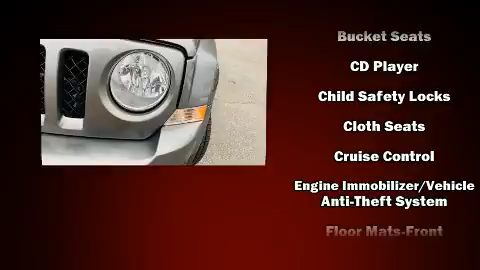 Bucket Seats
CD Player
Child Safety Locks
Cloth Seats
Cruise Control
Engine Immobilizer/Vehicle
Anti-Theft System
Floor Mats-Front